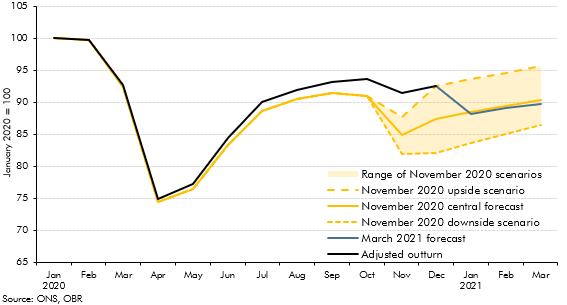 105
100
95
90
85
80
75
70
65
January 2020 = 100
Range of November 2020 scenarios
November 2020 upside scenario
November 2020 central forecast
November 2020 downside scenario
March 2021 forecast
Adjusted outturn
Jan Feb Mar Apr May Jun Jul Aug Sep Oct Nov Dec Jan Feb Mar
2020 2021
Source: ONS, OBR